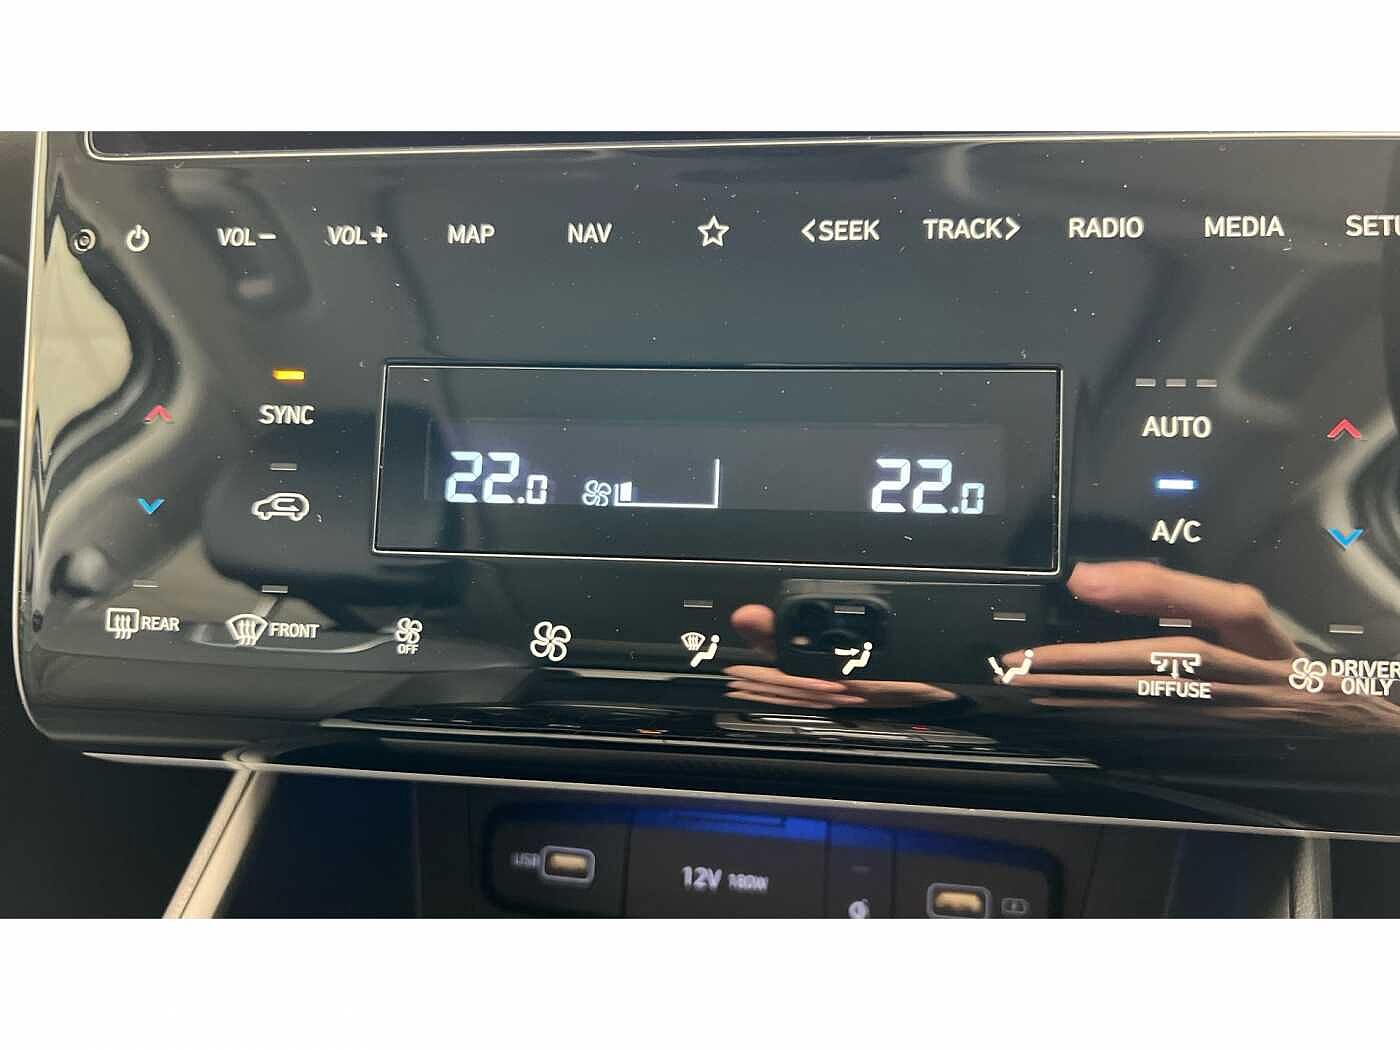 VOL− VOL+ MAP NAV <SEEK TRACK> RADIO MEDIA SETU
SYNC
AUTO
22.0 22.0
A/C
REAR FRONT OFF DIFFUSE DRIVER
ONLY
USB 12V 180W